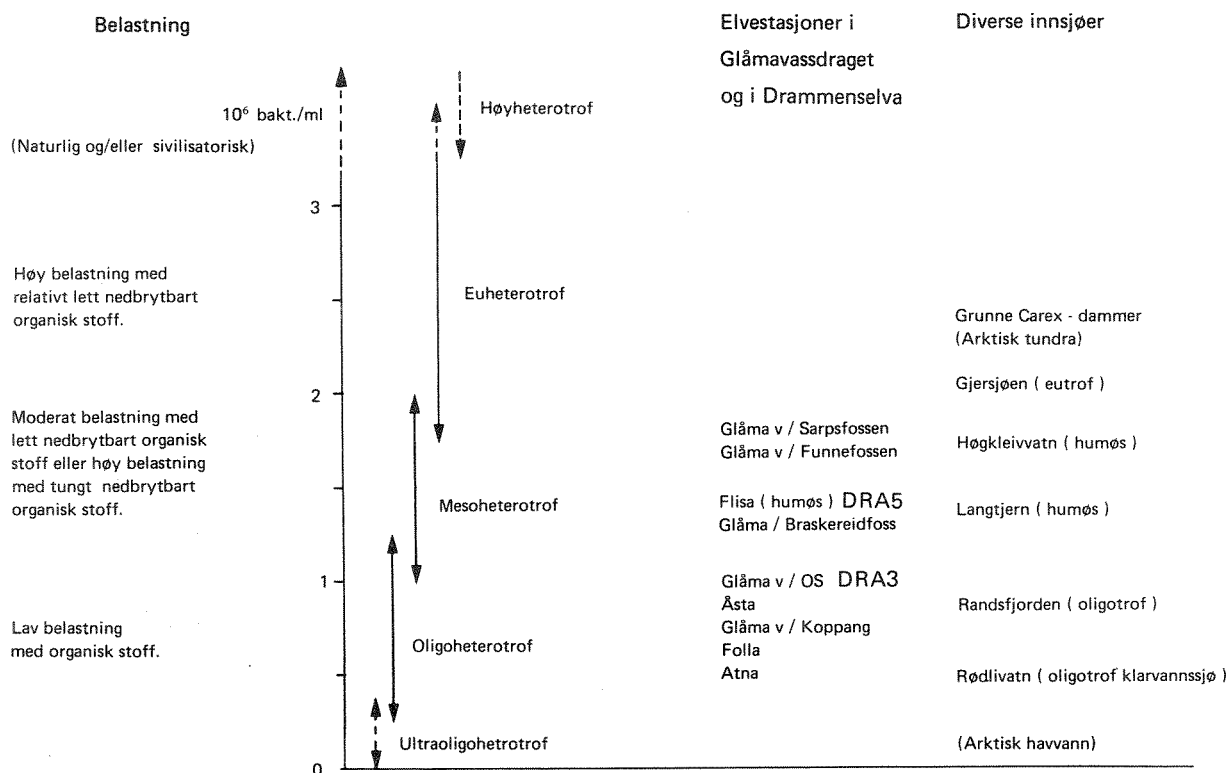 Belastning
Elvestasjoner i
Glåmavassdraget
og i Drammenselva
Diverse innsjøer
10⁶ bakt./ml
(Naturlig og/eller sivilisatorisk)
Høyheterotrof
3
Høy belastning med
relativt lett nedbrytbart
organisk stoff.
Euheterotrof
Grunne Carex - dammer
(Arktisk tundra)
Gjersjøen ( eutrof )
2
Moderat belastning med
lett nedbrytbart organisk
stoff eller høy belastning
med tungt nedbrytbart
organisk stoff.
Mesoheterotrof
Glåma v / Sarpsfossen
Glåma v / Funnefossen
Høgkleivvatn ( humøs )
Flisa ( humøs ) DRA5
Glåma / Braskereidfoss
Langtjern ( humøs )
1
Glåma v / OS DRA3
Åsta
Glåma v / Koppang
Folla
Atna
Randsfjorden ( oligotrof )
Lav belastning
med organisk stoff.
Oligoheterotrof
Rødlivatn ( oligotrof klarvannssjø )
Ultraoligohetrotrof
(Arktisk havvann)
0